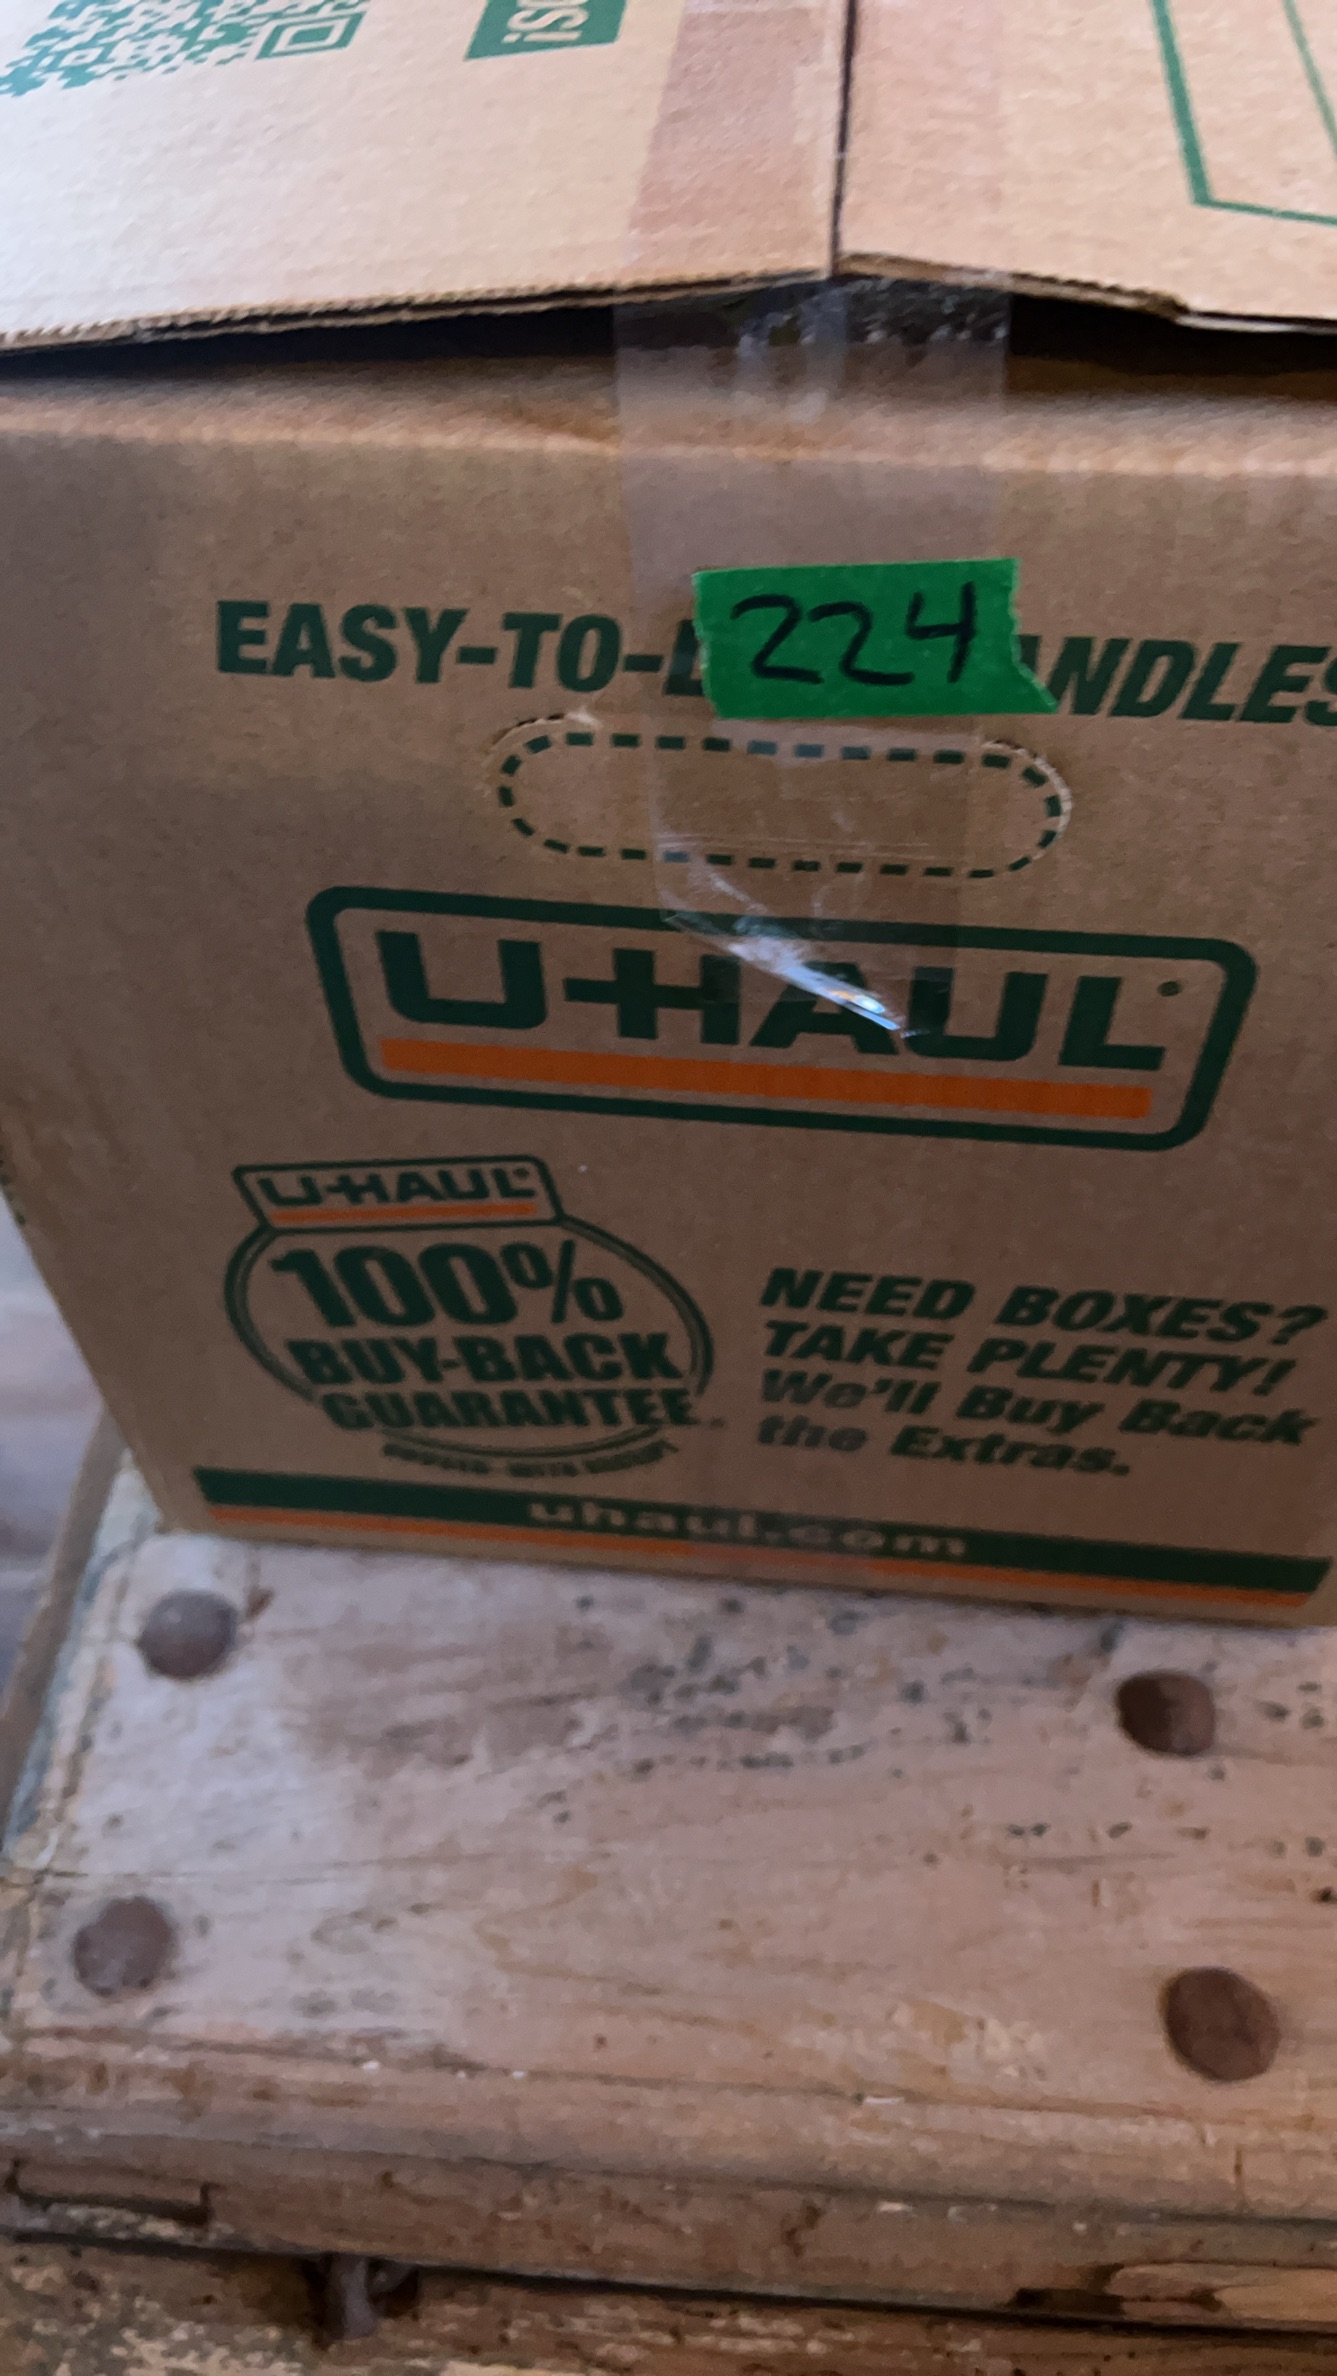 EASY-TO-
224
NDLES
U-HAUL
U-HAUL
100%
BUY-BACK
GUARANTEE
NEED BOXES?
TAKE PLENTY!
We'll Buy Back
the Extras.
uhaul.com